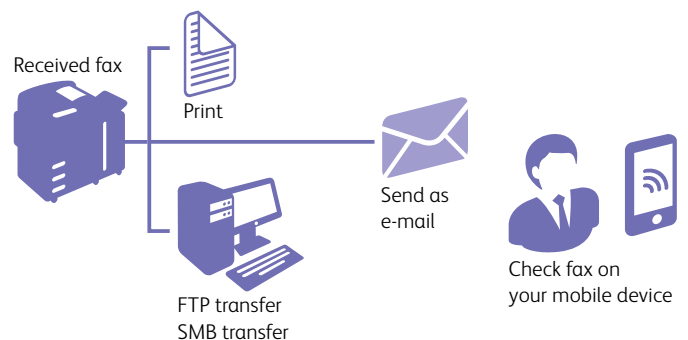 Received fax
Print
Send as
e-mail
FTP transfer
SMB transfer
Check fax on
your mobile device